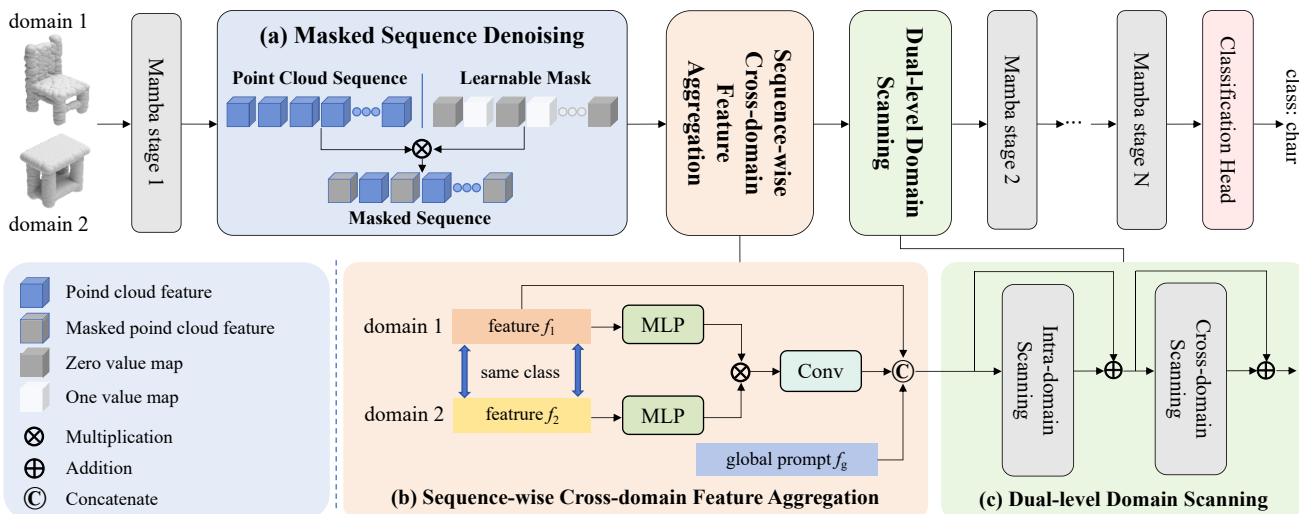 domain 1
domain 2
Mamba stage 1
(a) Masked Sequence Denoising
Point Cloud Sequence
Learnable Mask
Masked Sequence
Sequence-wise
Cross-domain
Feature
Aggregation
Dual-level Domain
Scanning
Mamba stage 2
...
Mamba stage N
Classification Head
class: chair
Poind cloud feature
Masked poind cloud feature
Zero value map
One value map
Multiplication
Addition
C Concatenate
domain 1
feature f1
MLP
same class
Conv
C
domain 2
featrure f2
MLP
global prompt fg
(b) Sequence-wise Cross-domain Feature Aggregation
Intra-domain
Scanning
Cross-domain
Scanning
(c) Dual-level Domain Scanning